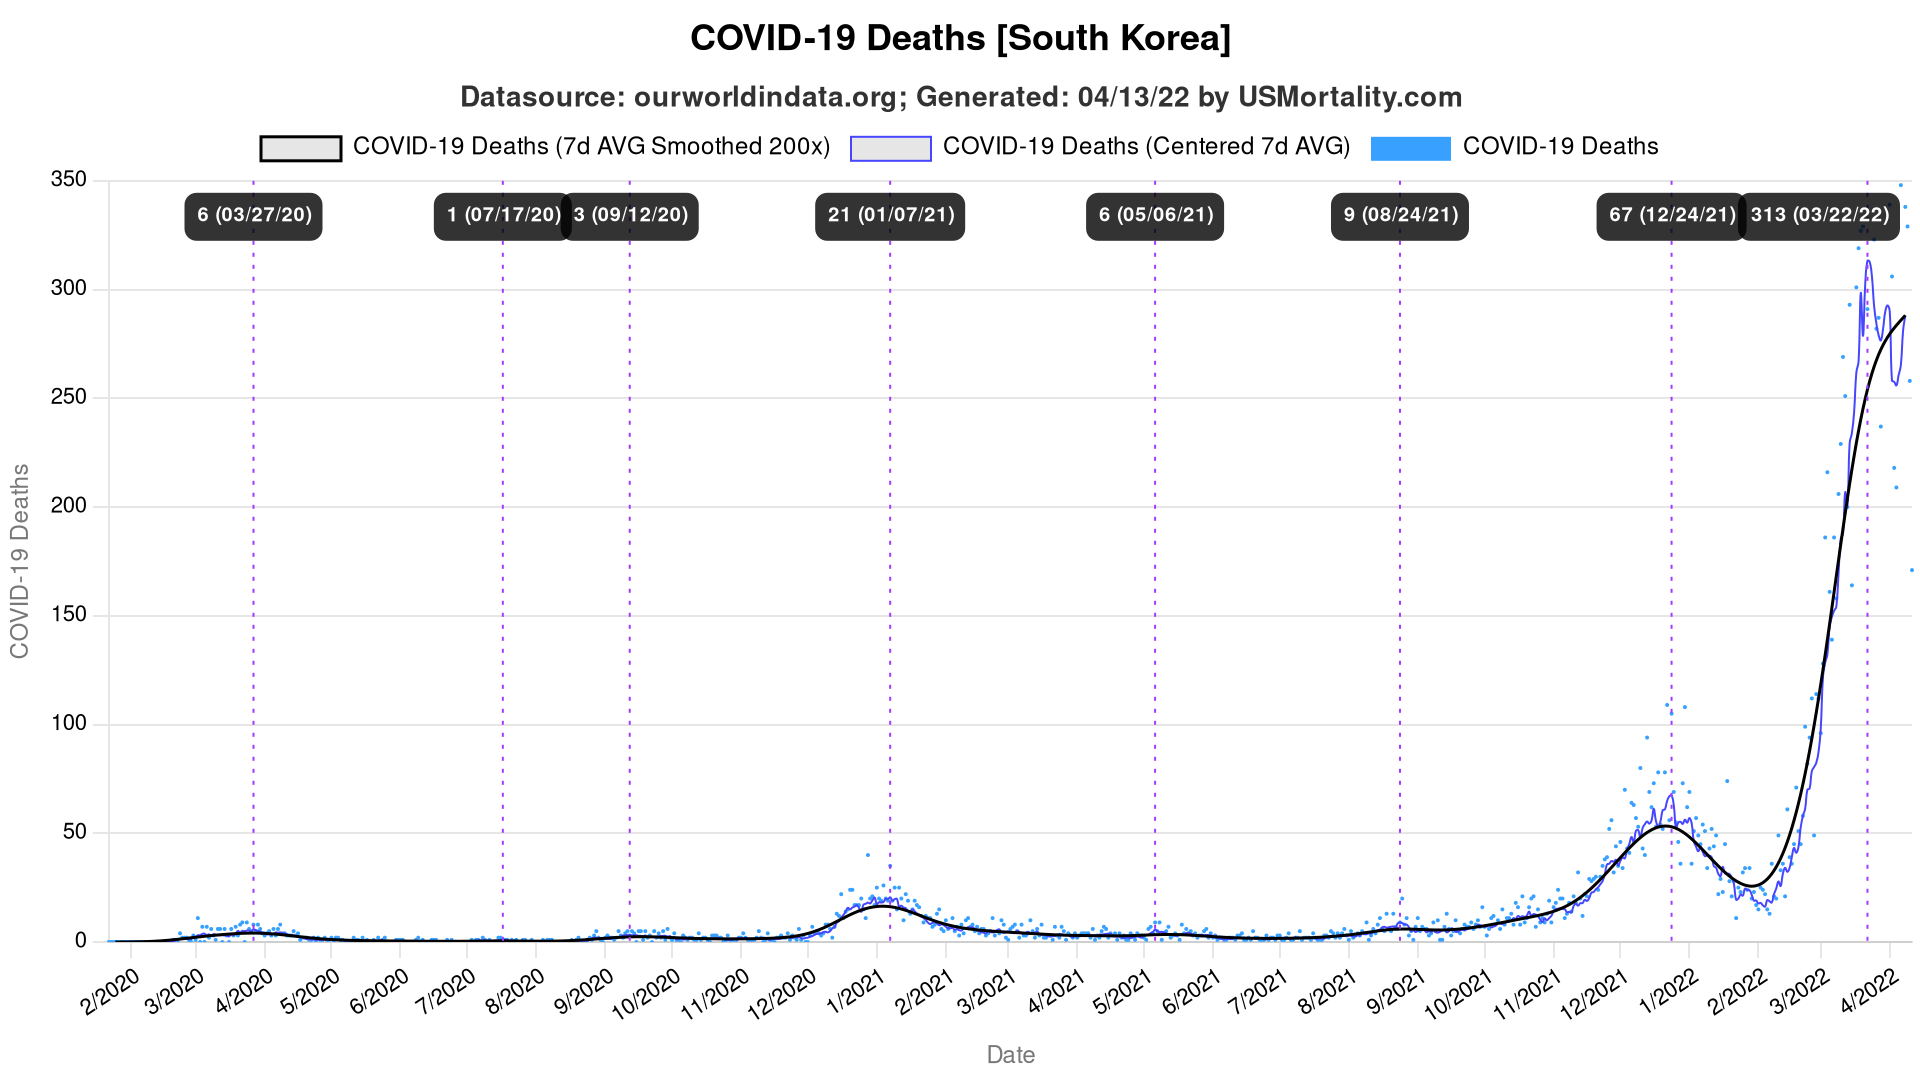 COVID-19 Deaths [South Korea]
Datasource: ourworldindata.org; Generated: 04/13/22 by USMortality.com
COVID-19 Deaths (7d AVG Smoothed 200x) COVID-19 Deaths (Centered 7d AVG) COVID-19 Deaths
350
6 (03/27/20) 1 (07/17/20) 3 (09/12/20) 21 (01/07/21) 6 (05/06/21) 9 (08/24/21) 67 (12/24/21) 313 (03/22/22)
300
250
200
150
100
50
0
COVID-19 Deaths
2/2020 3/2020 4/2020 5/2020 6/2020 7/2020 8/2020 9/2020 10/2020 11/2020 12/2020 1/2021 2/2021 3/2021 4/2021 5/2021 6/2021 7/2021 8/2021 9/2021 10/2021 11/2021 12/2021 1/2022 2/2022 3/2022 4/2022
Date